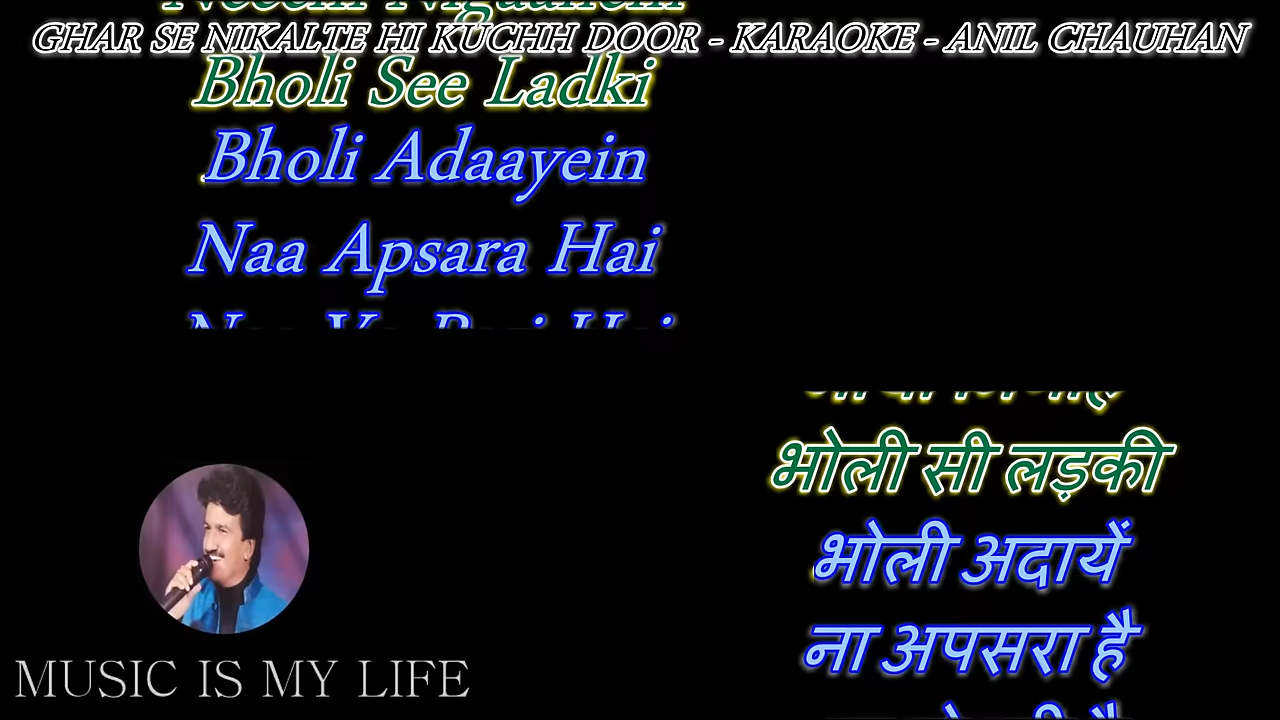 GHAR SE NIKALTE HI KUCHH DOOR - KARAOKE - ANIL CHAUHAN
Bholi See Ladki
Bholi Adaayein
Naa Apsara Hai
भोली सी लड़की
भोली अदायें
ना अपसरा है
MUSIC IS MY LIFE